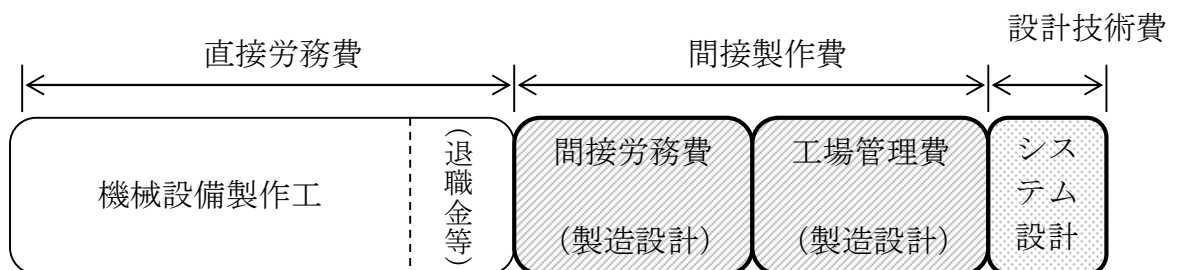 直接労務費
間接製作費
設計技術費
機械設備製作工
(退職金等)
間接労務費
(製造設計)
工場管理費
(製造設計)
シス
テム
設計